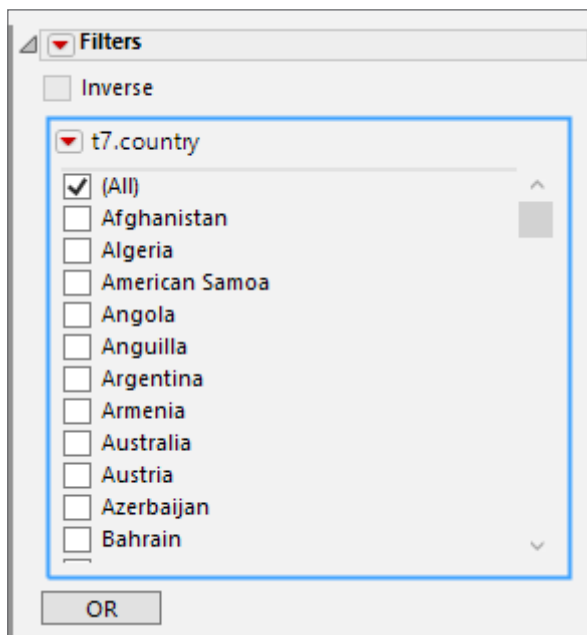 Filters
Inverse
t7.country
(All)
Afghanistan
Algeria
American Samoa
Angola
Anguilla
Argentina
Armenia
Australia
Austria
Azerbaijan
Bahrain
OR